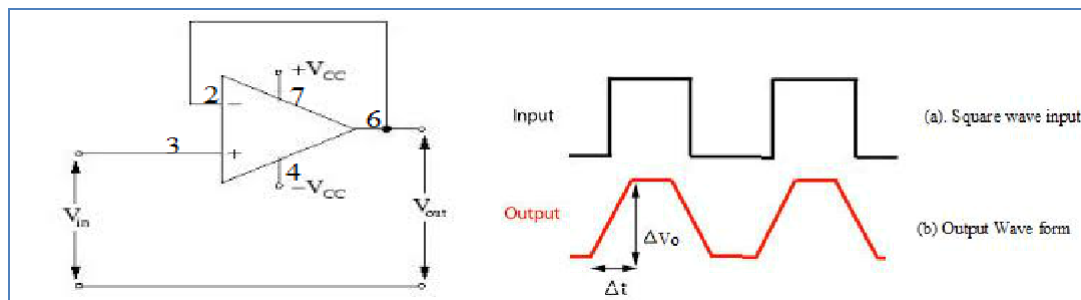 +VCC
2
7
−
6
3
+
4
−VCC
Vin
Vout
Input
(a). Square wave input
Output
ΔVo
(b) Output Wave form
Δt